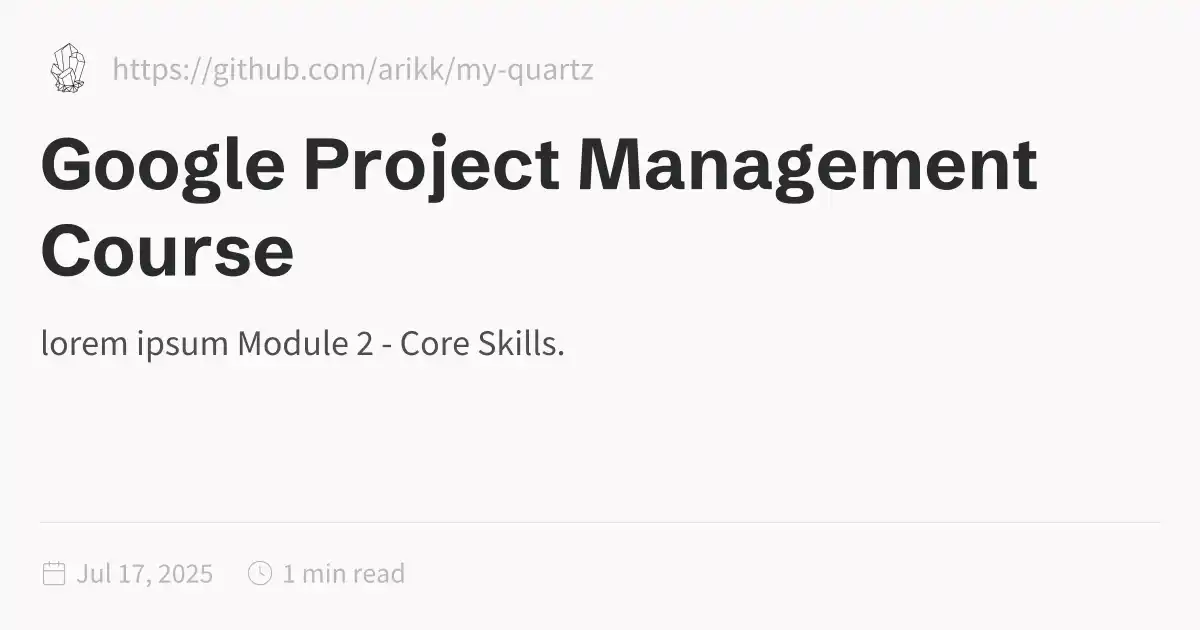 https://github.com/arikk/my-quartz
Google Project Management
Course
lorem ipsum Module 2 - Core Skills.
Jul 17, 2025
1 min read